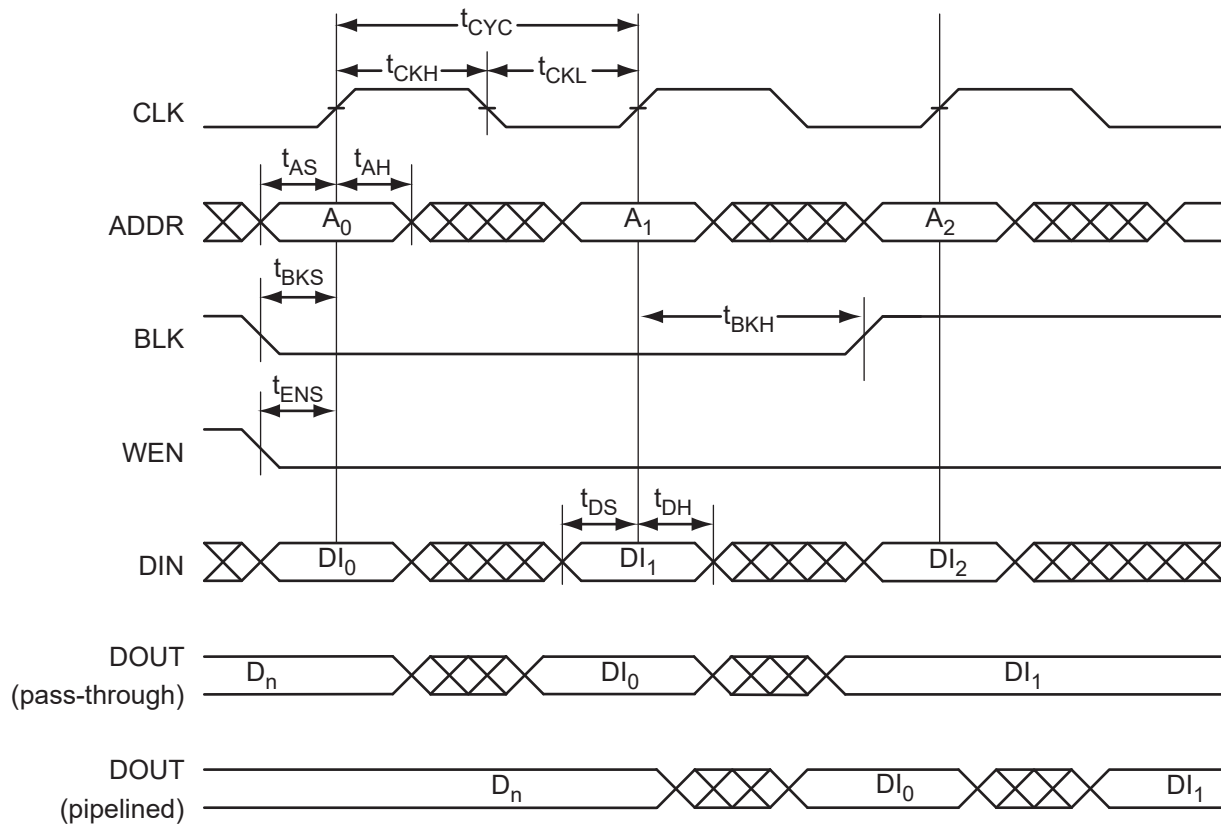 tCYC
tCKH tCKL
CLK
tAS tAH
ADDR A0 A1 A2
tBKS
BLK tBKH
tENS
WEN
tDS tDH
DIN DI0 DI1 DI2
DOUT
(pass-through) Dn DI0 DI1
DOUT
(pipelined) Dn DI0 DI1